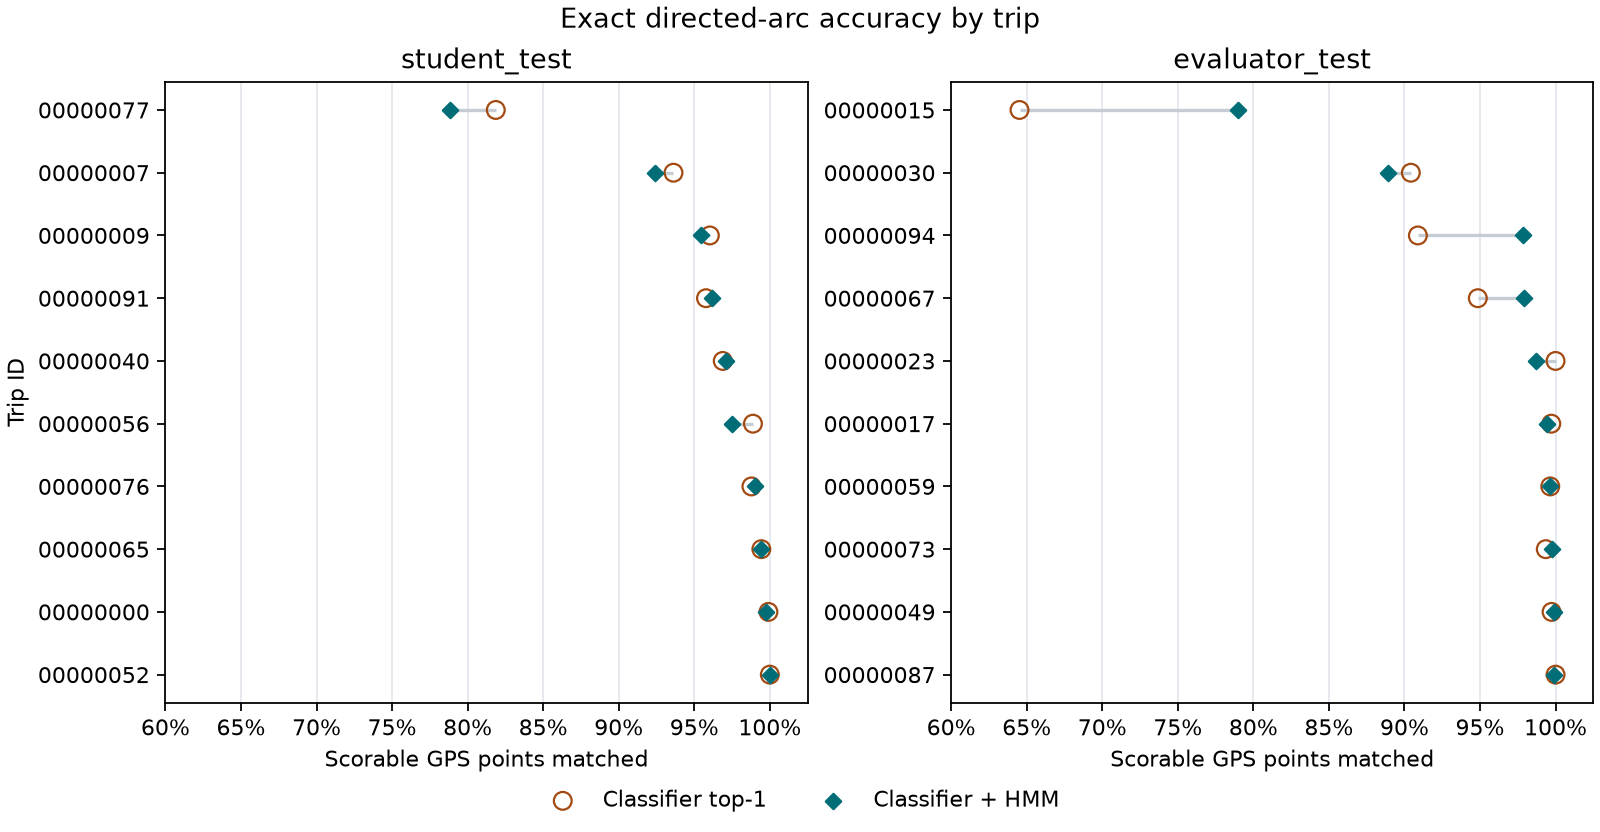 Exact directed-arc accuracy by trip
student_test
evaluator_test
Trip ID
00000077
00000007
00000009
00000091
00000040
00000056
00000076
00000065
00000000
00000052
60% 65% 70% 75% 80% 85% 90% 95% 100%
Scorable GPS points matched
00000015
00000030
00000094
00000067
00000023
00000017
00000059
00000073
00000049
00000087
60% 65% 70% 75% 80% 85% 90% 95% 100%
Scorable GPS points matched
Classifier top-1
Classifier + HMM